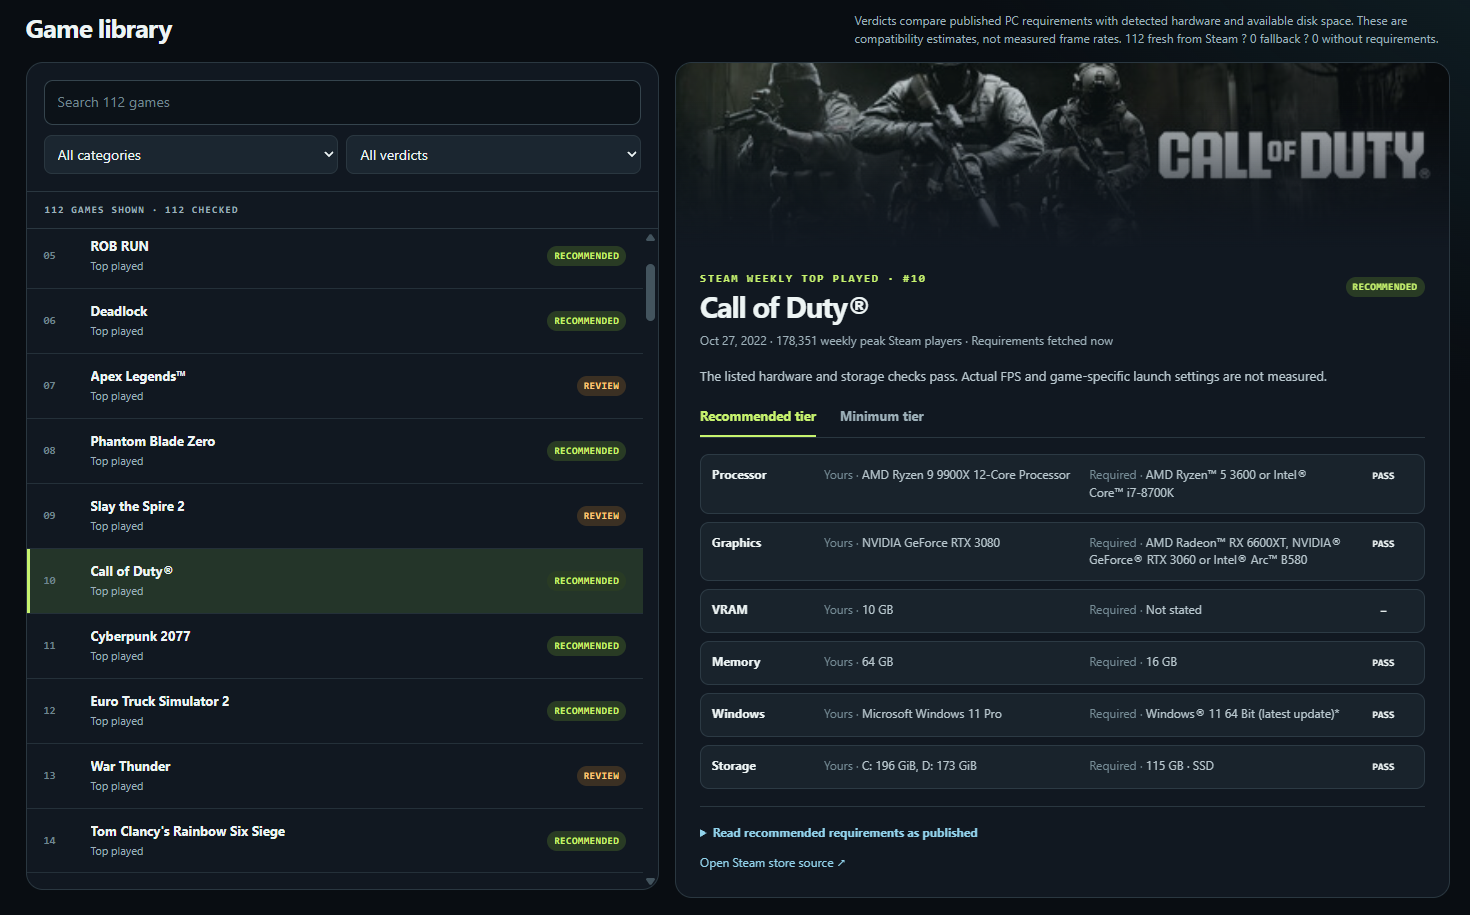 Game library
Verdicts compare published PC requirements with detected hardware and available disk space. These are
compatibility estimates, not measured frame rates. 112 fresh from Steam ? 0 fallback ? 0 without requirements.
Search 112 games
All categories
All verdicts
112 GAMES SHOWN · 112 CHECKED
05
ROB RUN
Top played
RECOMMENDED
06
Deadlock
Top played
RECOMMENDED
07
Apex Legends™
Top played
REVIEW
08
Phantom Blade Zero
Top played
RECOMMENDED
09
Slay the Spire 2
Top played
REVIEW
10
Call of Duty®
Top played
RECOMMENDED
11
Cyberpunk 2077
Top played
RECOMMENDED
12
Euro Truck Simulator 2
Top played
RECOMMENDED
13
War Thunder
Top played
REVIEW
14
Tom Clancy's Rainbow Six Siege
Top played
RECOMMENDED
CALL OF DUTY®
STEAM WEEKLY TOP PLAYED · #10
RECOMMENDED
Call of Duty®
Oct 27, 2022 · 178,351 weekly peak Steam players · Requirements fetched now
The listed hardware and storage checks pass. Actual FPS and game-specific launch settings are not measured.
Recommended tier
Minimum tier
Processor
Yours · AMD Ryzen 9 9900X 12-Core Processor
Required · AMD Ryzen™ 5 3600 or Intel®
Core™ i7-8700K
PASS
Graphics
Yours · NVIDIA GeForce RTX 3080
Required · AMD Radeon™ RX 6600XT, NVIDIA®
GeForce® RTX 3060 or Intel® Arc™ B580
PASS
VRAM
Yours · 10 GB
Required · Not stated
–
Memory
Yours · 64 GB
Required · 16 GB
PASS
Windows
Yours · Microsoft Windows 11 Pro
Required · Windows® 11 64 Bit (latest update)*
PASS
Storage
Yours · C: 196 GiB, D: 173 GiB
Required · 115 GB · SSD
PASS
Read recommended requirements as published
Open Steam store source ↗